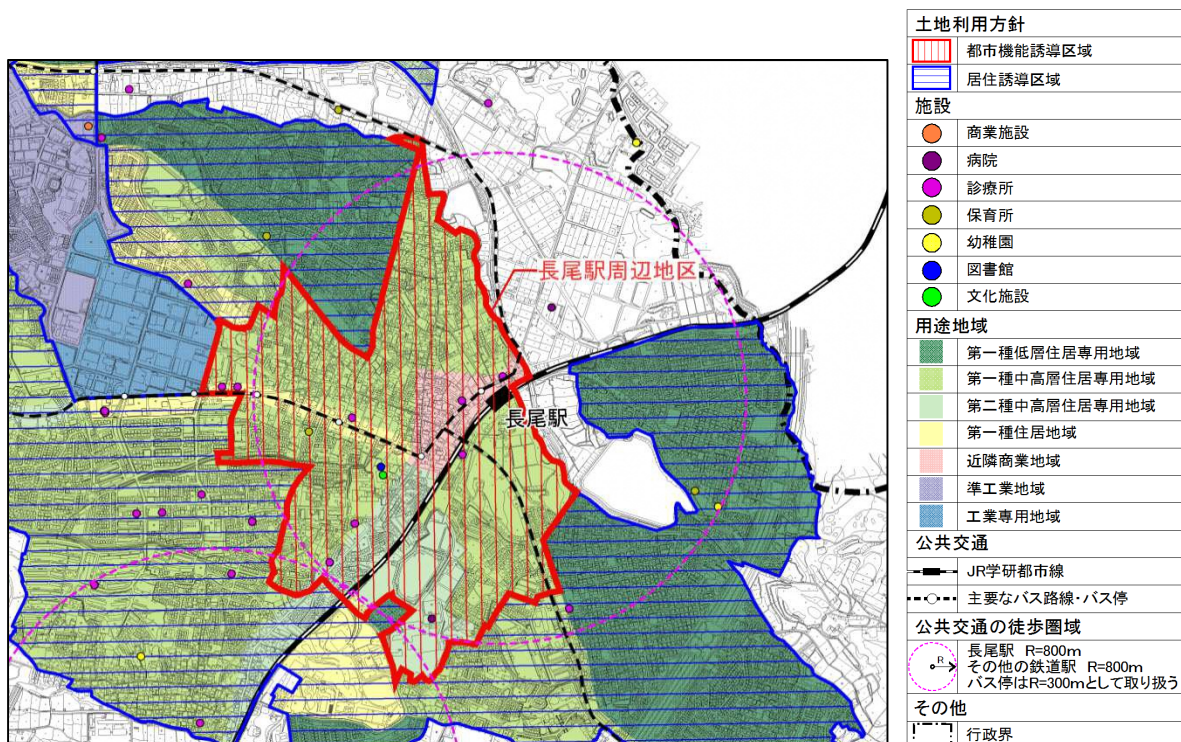 長尾駅周辺地区
長尾駅
土地利用方針
都市機能誘導区域
居住誘導区域
施設
商業施設
病院
診療所
保育所
幼稚園
図書館
文化施設
用途地域
第一種低層住居専用地域
第一種中高層住居専用地域
第二種中高層住居専用地域
第一種住居地域
近隣商業地域
準工業地域
工業専用地域
公共交通
JR学研都市線
主要なバス路線・バス停
公共交通の徒歩圏域
R
長尾駅 R=800m
その他の鉄道駅 R=800m
バス停はR=300mとして取り扱う
その他
行政界